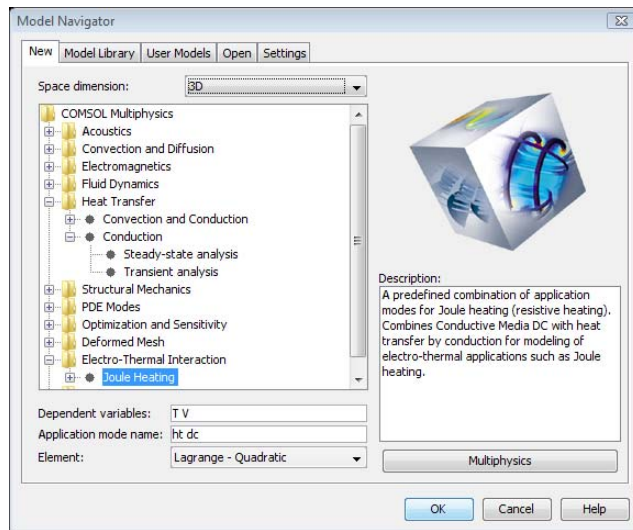 Model Navigator
New Model Library User Models Open Settings
Space dimension: 3D
COMSOL Multiphysics
Acoustics
Convection and Diffusion
Electromagnetics
Fluid Dynamics
Heat Transfer
Convection and Conduction
Conduction
Steady-state analysis
Transient analysis
Structural Mechanics
PDE Modes
Optimization and Sensitivity
Deformed Mesh
Electro-Thermal Interaction
Joule Heating
Description:
A predefined combination of application
modes for Joule heating (resistive heating).
Combines Conductive Media DC with heat
transfer by conduction for modeling of
electro-thermal applications such as Joule
heating.
Dependent variables: T V
Application mode name: ht dc
Element: Lagrange - Quadratic
Multiphysics
OK Cancel Help